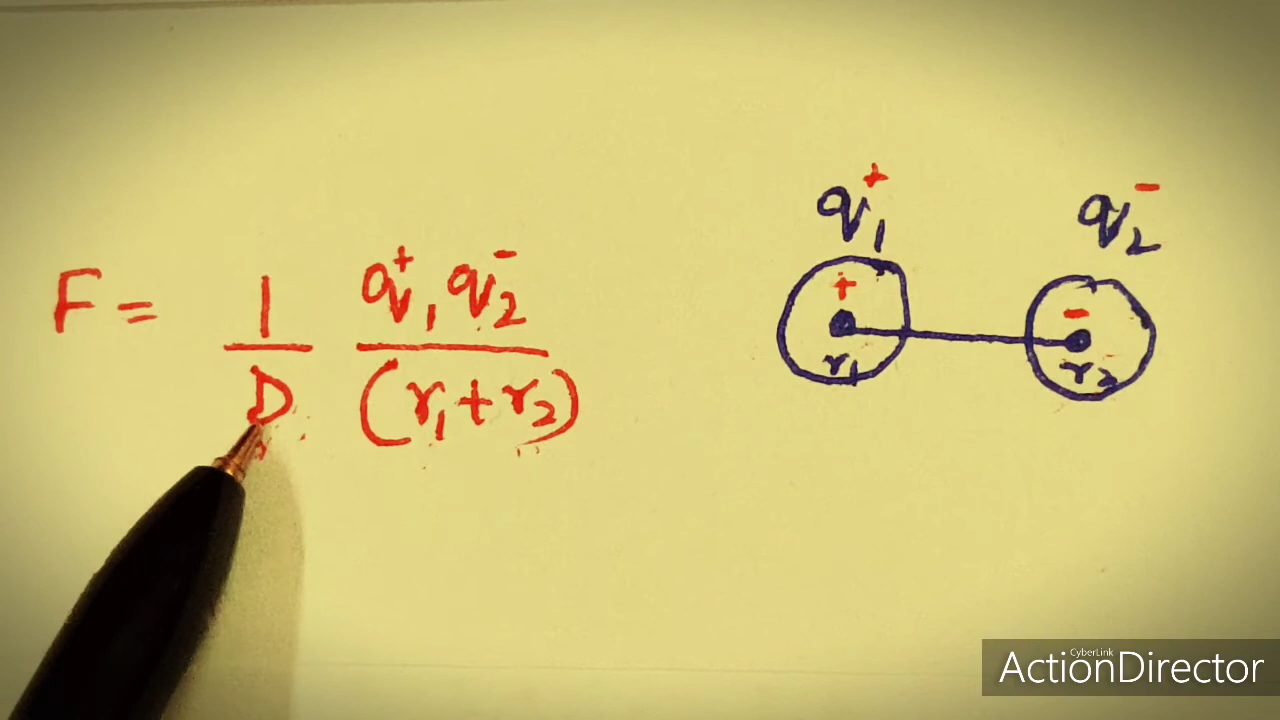 q₁⁺ q₂⁻
F = 1/D q₁⁺ q₂⁻/(r₁+r₂)
+ -
r₁ r₂
CyberLink
ActionDirector